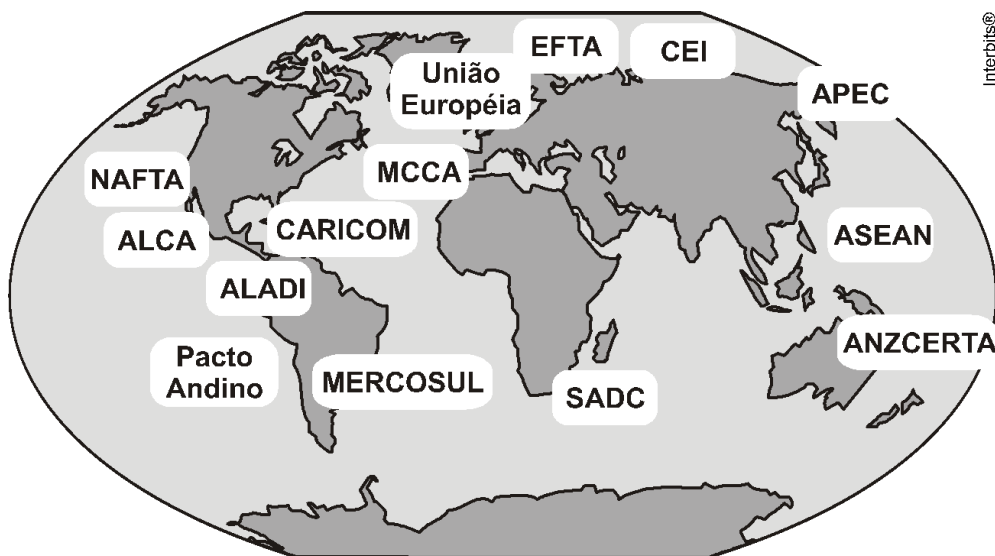 EFTA
CEI
Interbits®
União
Européia
APEC
NAFTA
MCCA
ALCA
CARICOM
ASEAN
ALADI
ANZCERTA
Pacto
Andino
MERCOSUL
SADC